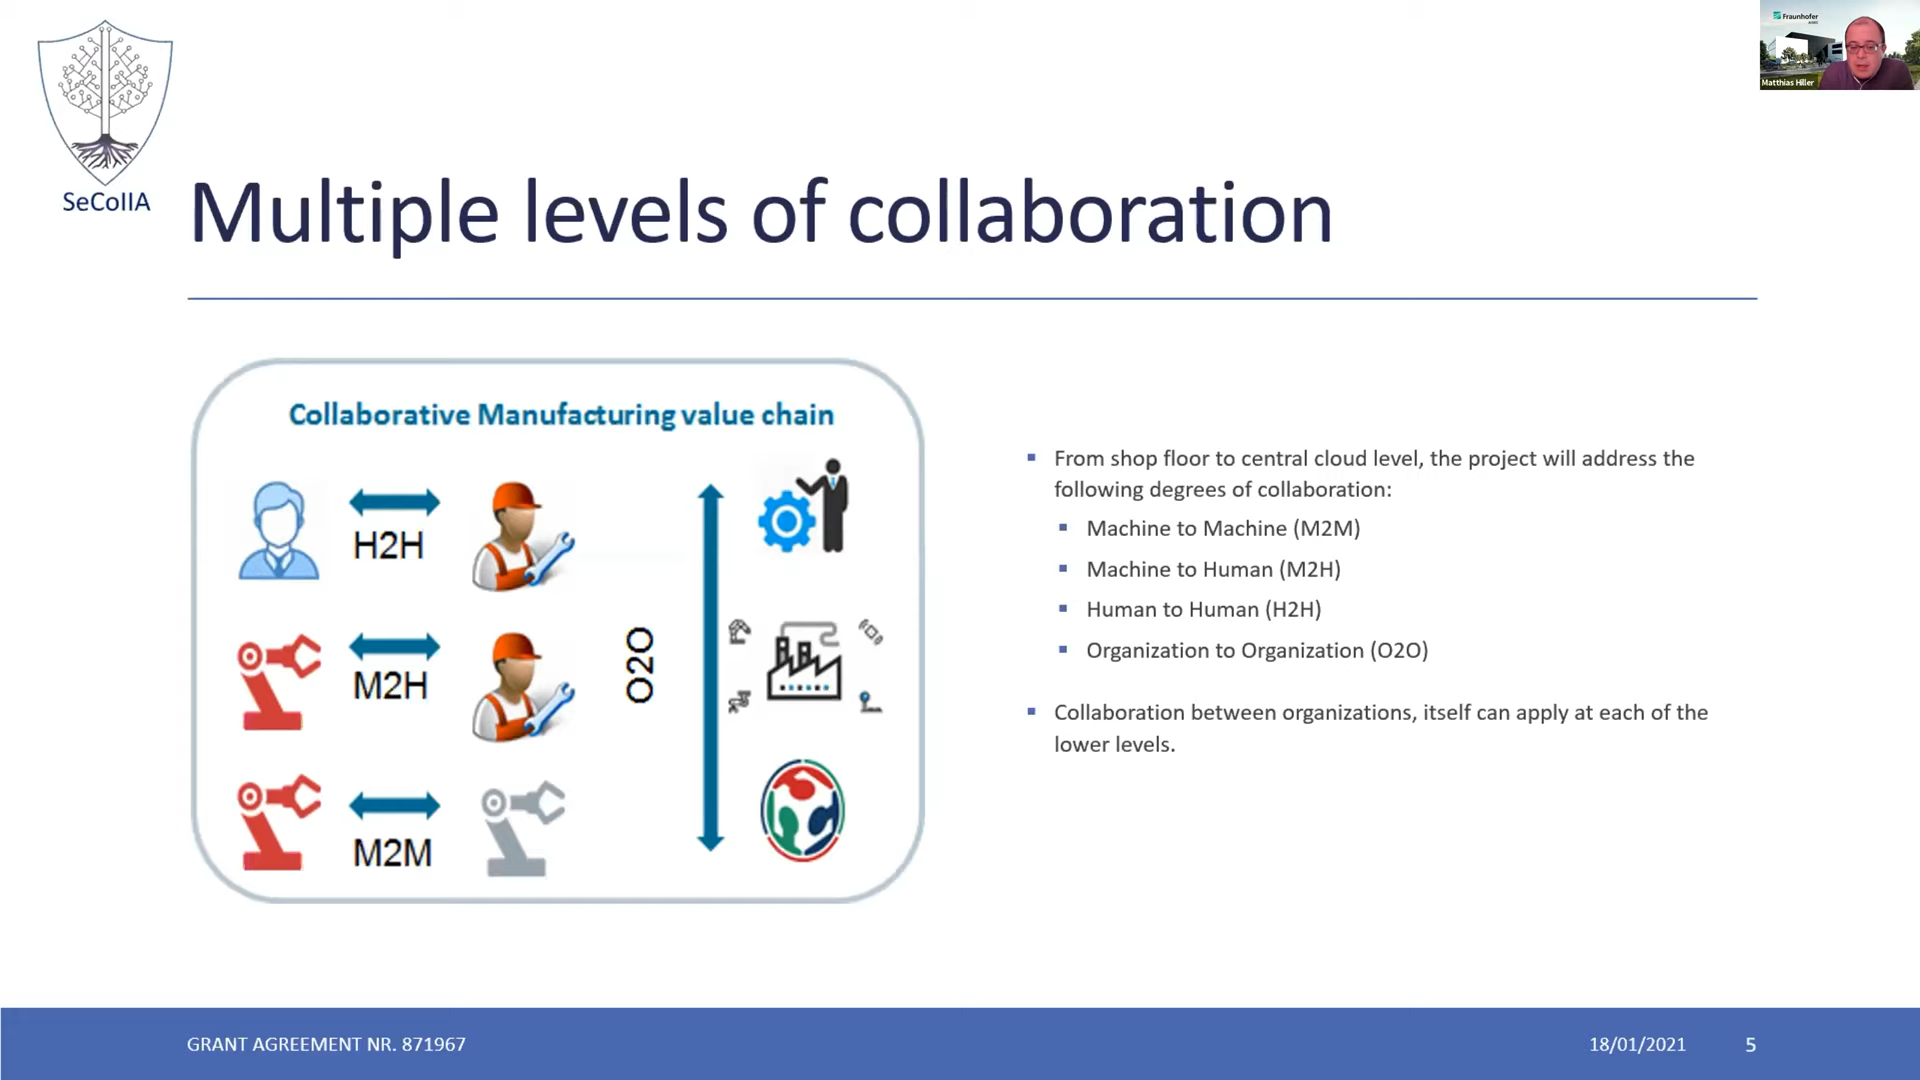 Fraunhofer
AISEC
Matthias Hiller
SeCollA
Multiple levels of collaboration
Collaborative Manufacturing value chain
H2H
M2H
M2M
O2O
From shop floor to central cloud level, the project will address the
following degrees of collaboration:
Machine to Machine (M2M)
Machine to Human (M2H)
Human to Human (H2H)
Organization to Organization (O2O)
Collaboration between organizations, itself can apply at each of the
lower levels.
GRANT AGREEMENT NR. 871967
18/01/2021
5